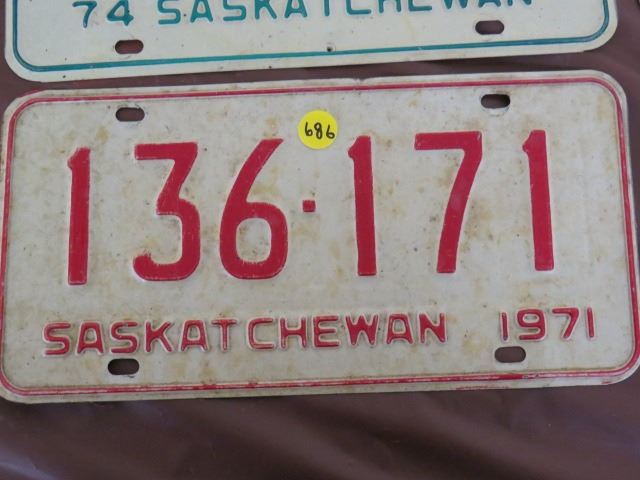 74 SASKATCHEWAN
686
136·171
SASKATCHEWAN 1971